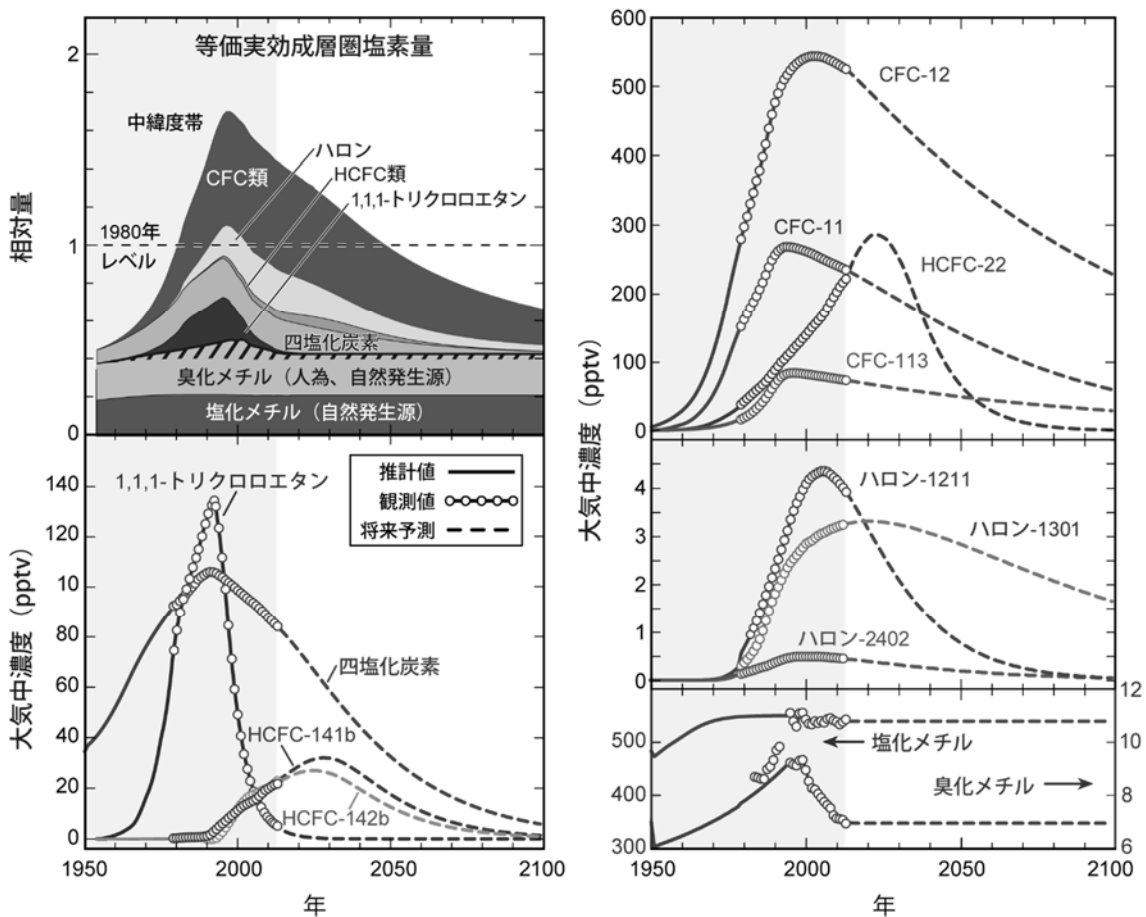 等価実効成層圏塩素量
中緯度帯
ハロン
HCFC類
1,1,1-トリクロロエタン
CFC類
1980年
レベル
四塩化炭素
臭化メチル（人為、自然発生源）
塩化メチル（自然発生源）
相対量
2
1
0
1,1,1-トリクロロエタン
推計値
観測値
将来予測
四塩化炭素
HCFC-141b
HCFC-142b
大気中濃度（pptv）
140
120
10 0
80
60
40
20
0
1950
2000
2050
2100
年
600
500
400
300
200
100
0
CFC-12
CFC-11
HCFC-22
CFC-113
大気中濃度（pptv）
4
3
2
1
0
ハロン-1211
ハロン-1301
ハロン-2402
大気中濃度（pptv）
500
400
300
12
10
8
6
塩化メチル
臭化メチル
1950
2000
2050
2100
年